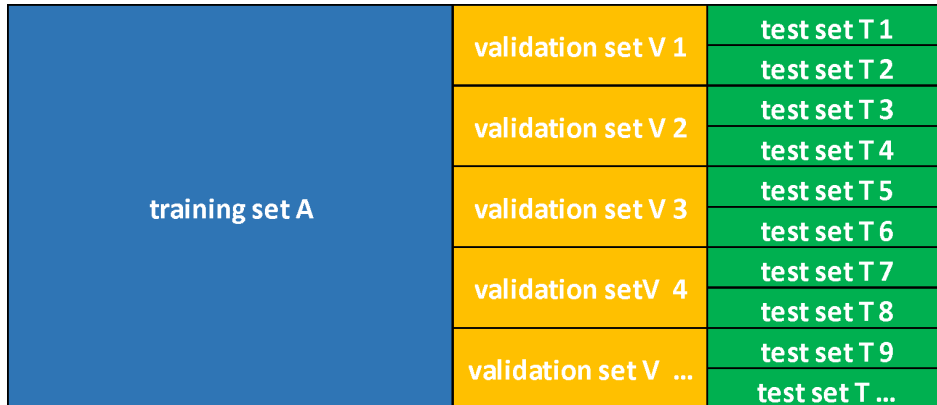 training set A
validation set V 1
validation set V 2
validation set V 3
validation setV 4
validation set V ...
test set T 1
test set T 2
test set T 3
test set T 4
test set T 5
test set T 6
test set T 7
test set T 8
test set T 9
test set T ...